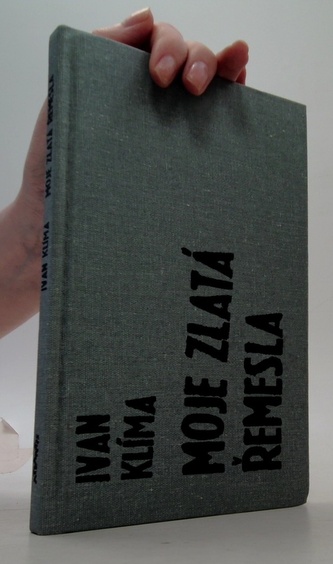 IVAN
KLÍMA
MOJE ZLATÁ
ŘEMESLA
IVAN KLÍMA MOJE ZLATÁ ŘEMESLA